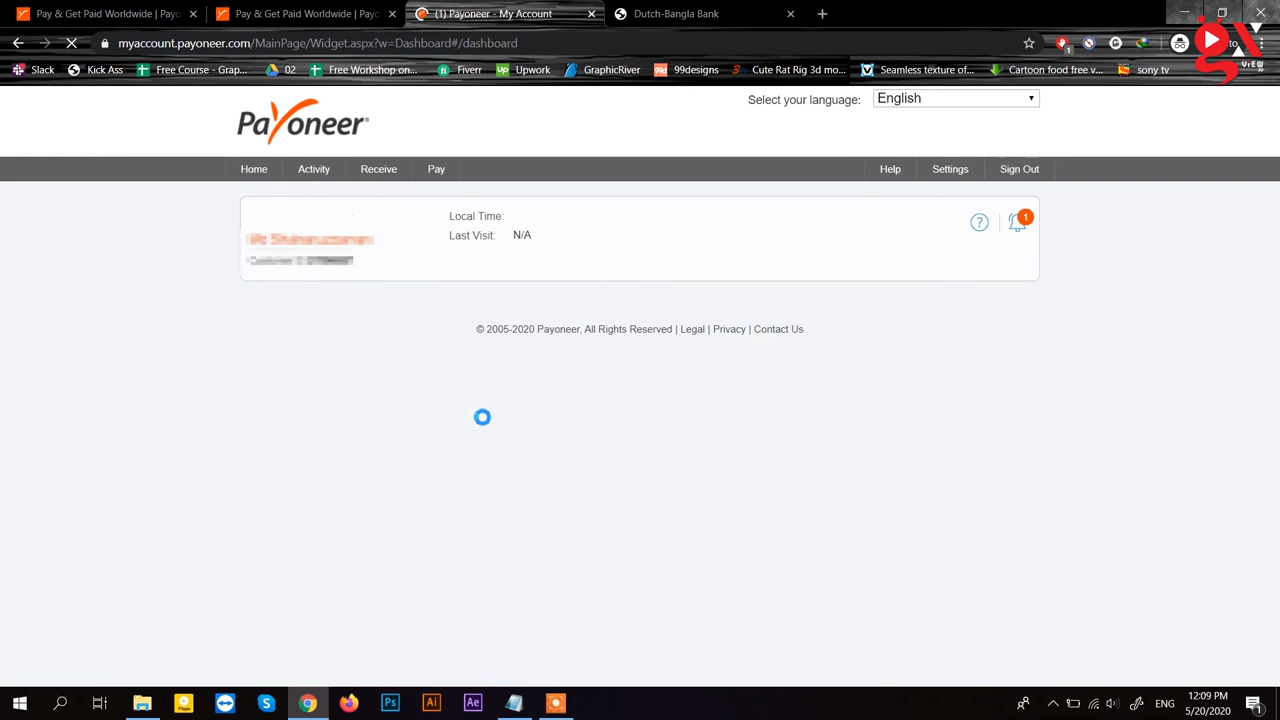 Pay & Get Paid Worldwide | Payo
Pay & Get Paid Worldwide | Payo
(1) Payoneer - My Account
Dutch-Bangla Bank
myaccount.payoneer.com/MainPage/Widget.aspx?w=Dashboard#/dashboard
Slack
Kick Ass
Free Course - Grap...
02
Free Workshop on...
Fiverr
Upwork
GraphicRiver
99designs
Cute Rat Rig 3d mo...
Seamless texture of...
Cartoon food free v...
sony tv
VIEW
Select your language:
English
Payoneer
Home
Activity
Receive
Pay
Help
Settings
Sign Out
Local Time:
Last Visit: N/A
1
© 2005-2020 Payoneer, All Rights Reserved | Legal | Privacy | Contact Us
ENG
12:09 PM
5/20/2020
1